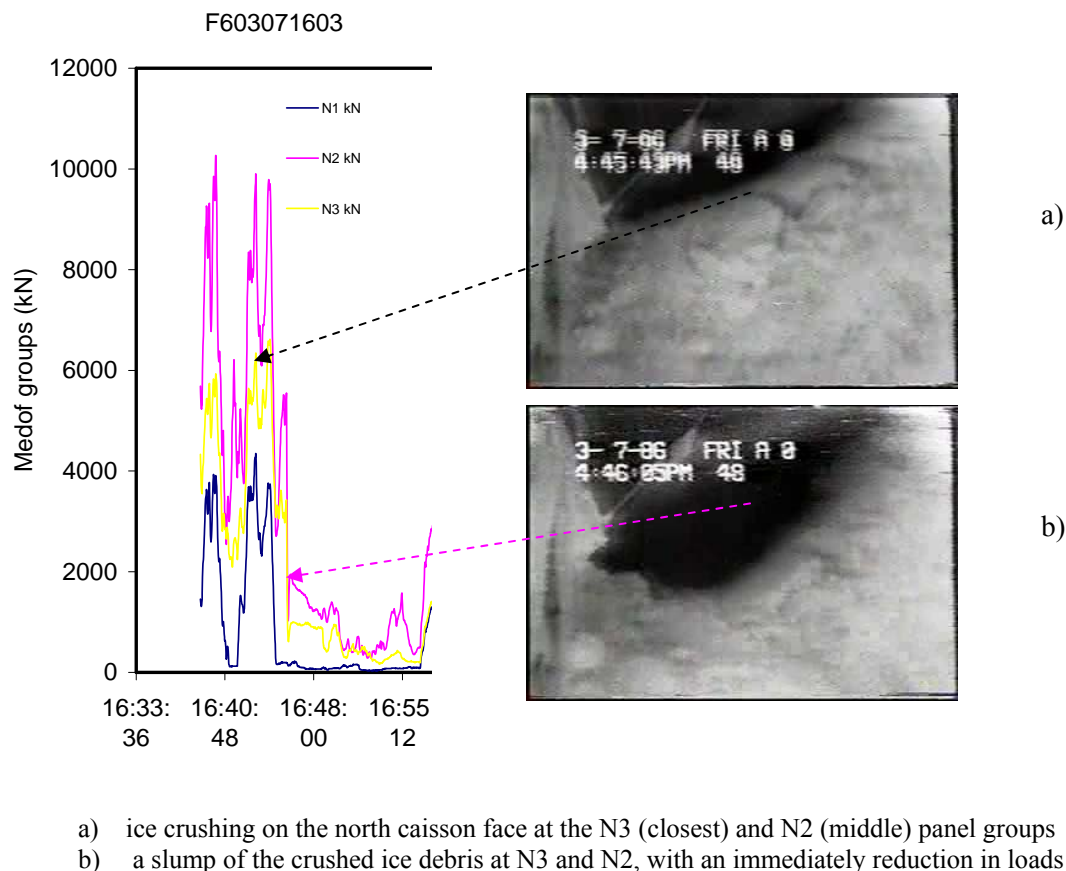 F603071603
12000
10000
8000
6000
4000
2000
0
Medof groups (kN)
N1 kN
N2 kN
N3 kN
16:33:
36
16:40:
48
16:48:
00
16:55
12
3- 7-86 FRI A 0
4:45:43PM 48
a)
3- 7-86 FRI A 0
4:46:05PM 48
b)
a) ice crushing on the north caisson face at the N3 (closest) and N2 (middle) panel groups
b) a slump of the crushed ice debris at N3 and N2, with an immediately reduction in loads